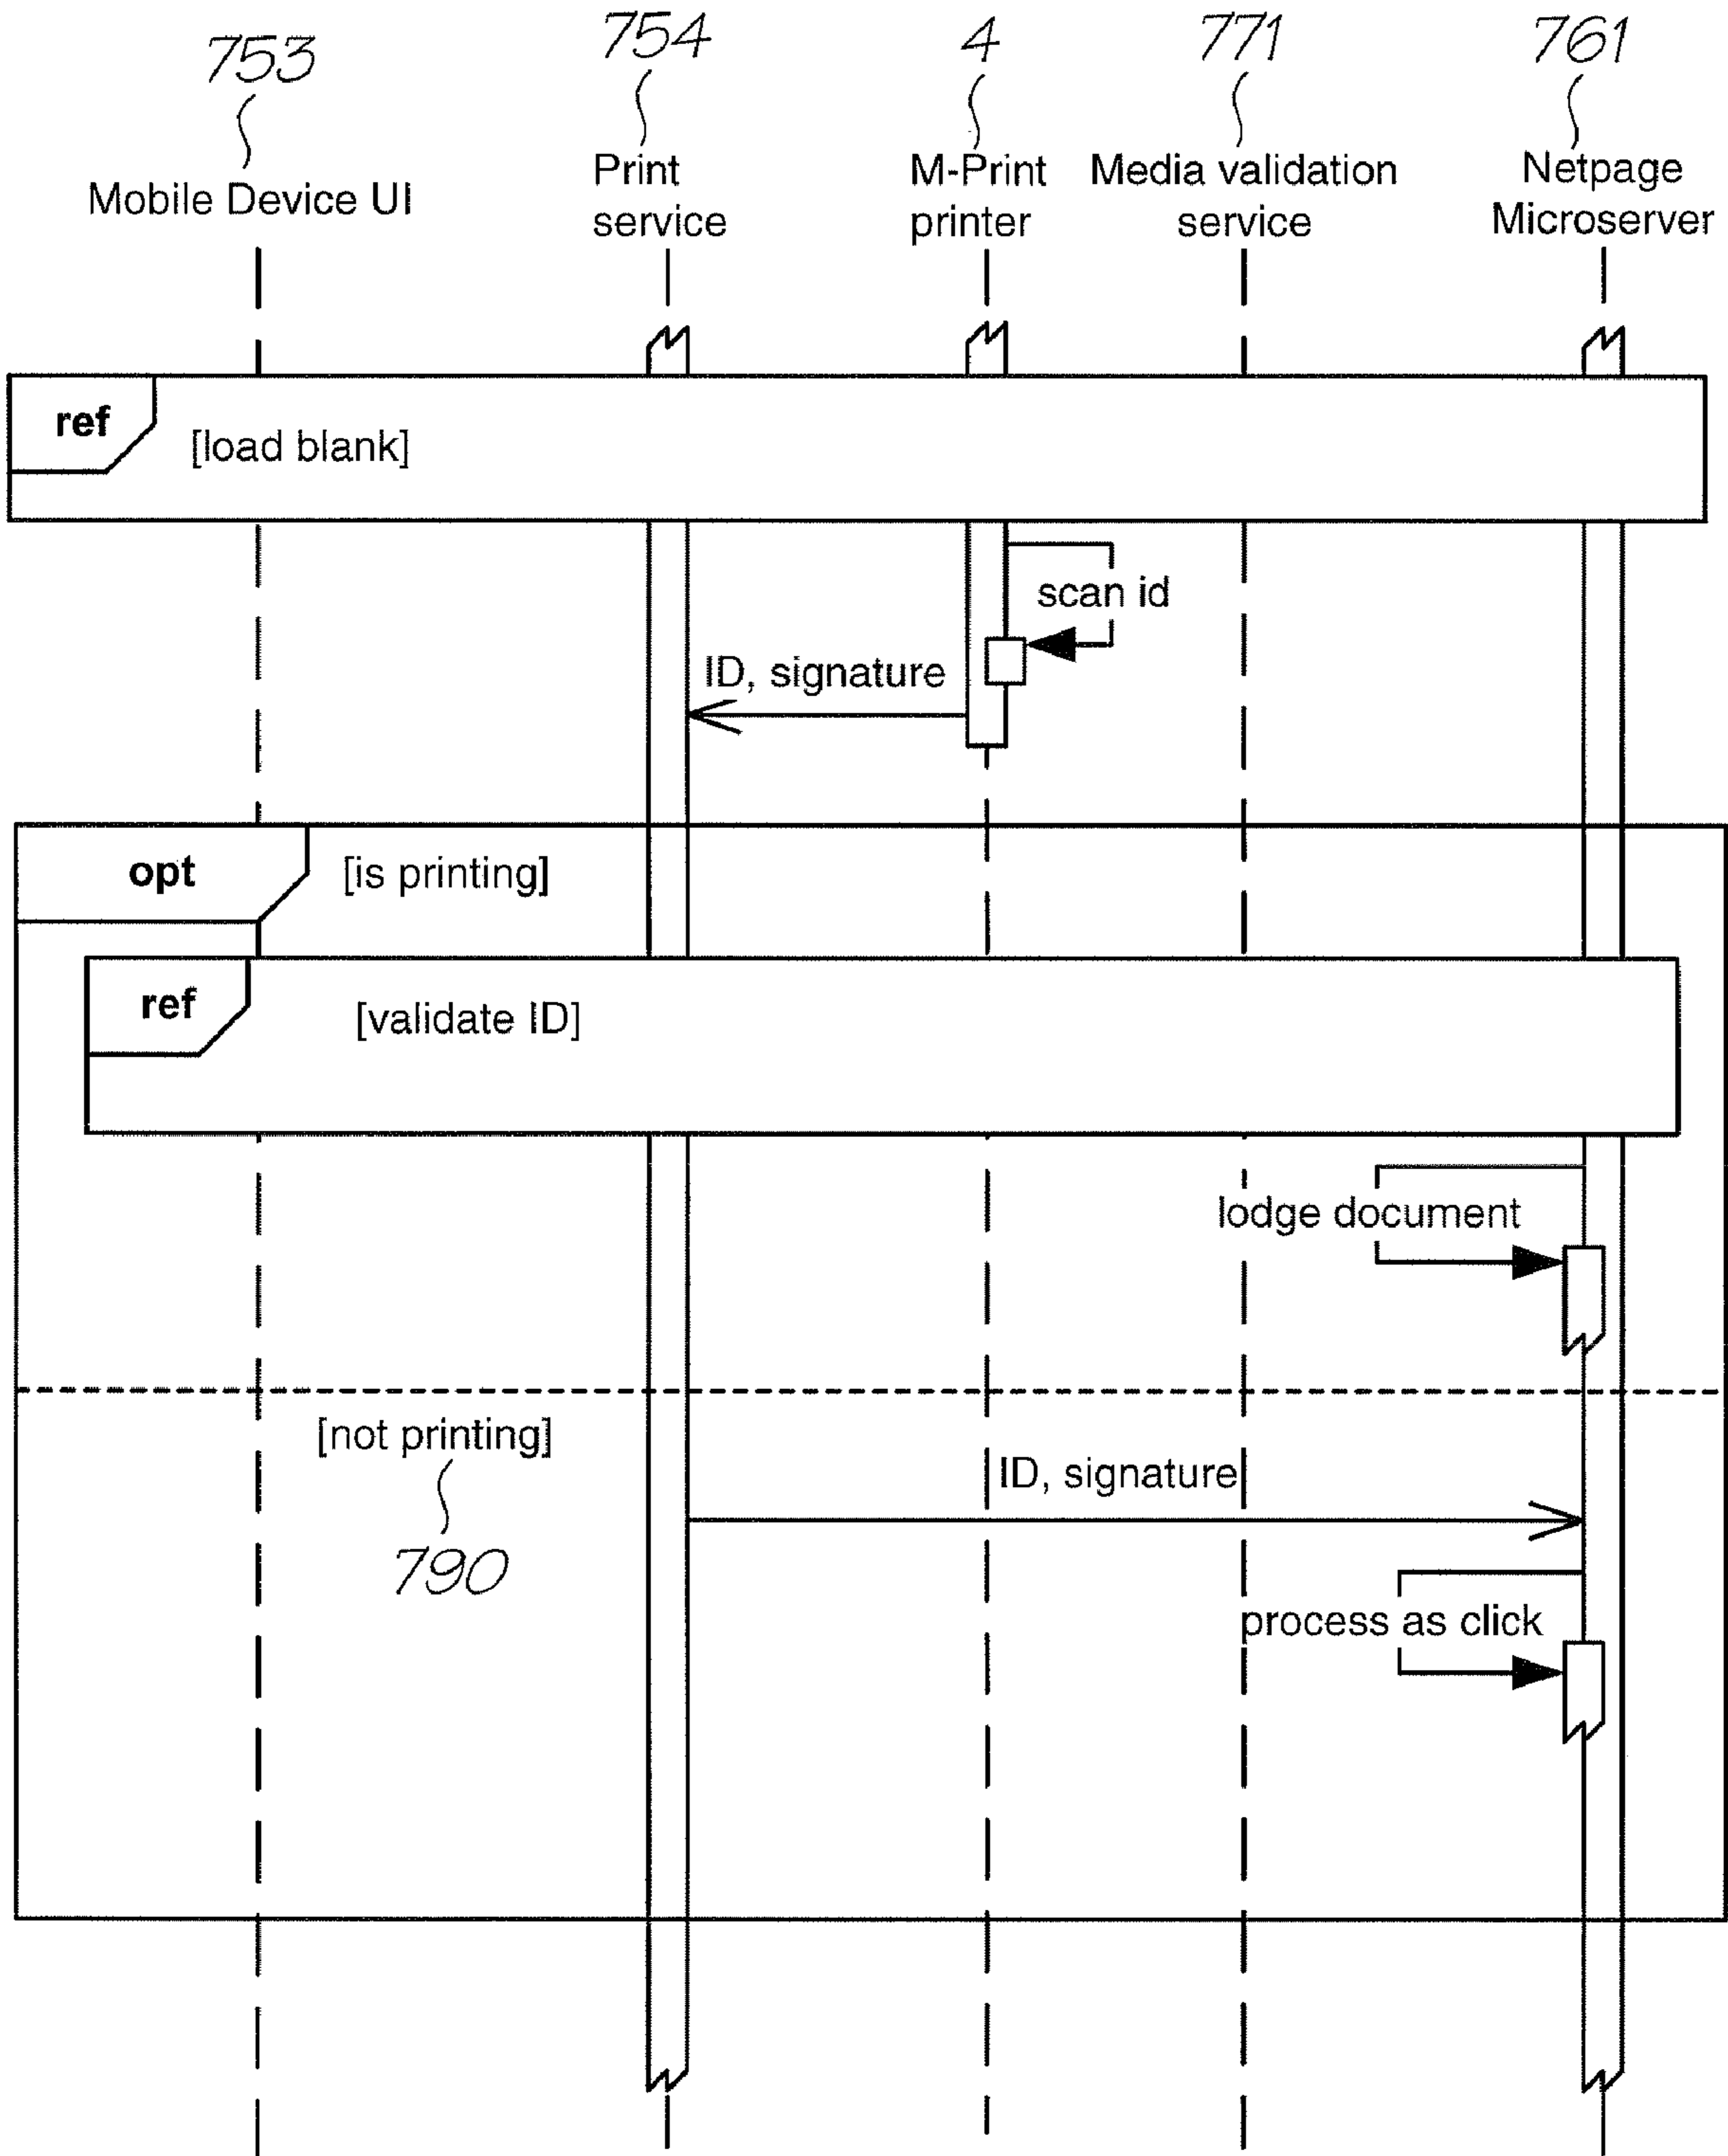 753
754
4
771
761
Mobile Device UI
Print
service
M-Print
printer
Media validation
service
Netpage
Microserver
ref
[load blank]
scan id
ID, signature
opt
[is printing]
ref
[validate ID]
lodge document
[not printing]
790
ID, signature
process as click